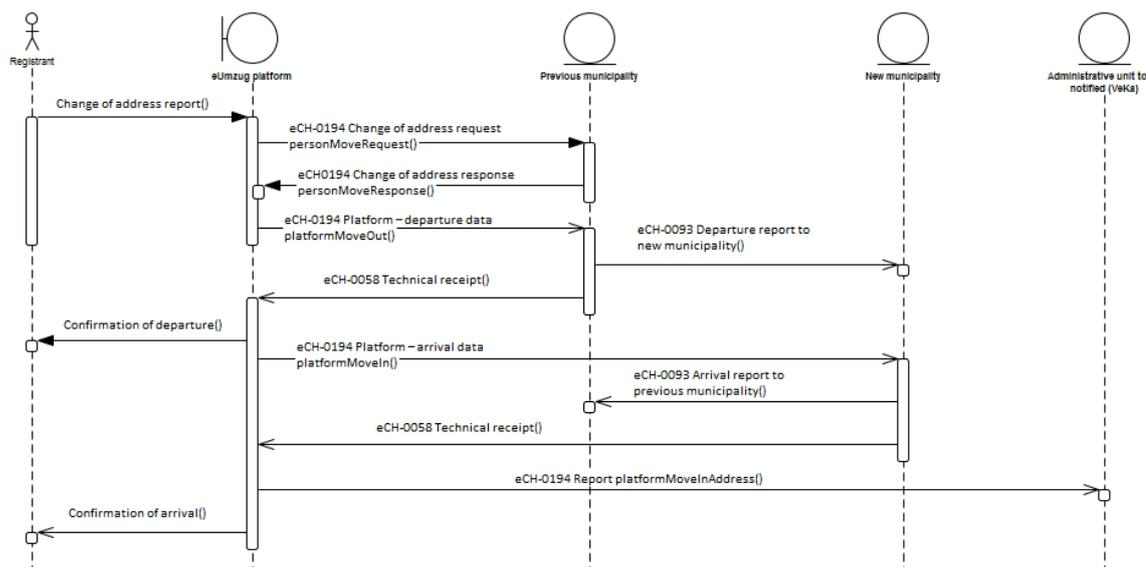 Registrant
eUmzug platform
Previous municipality
New municipality
Administrative unit to
notified (VeKa)
Change of address report()
eCH-0194 Change of address request
personMoveRequest()
eCH0194 Change of address response
personMoveResponse()
eCH-0194 Platform – departure data
platformMoveOut()
eCH-0093 Departure report to
new municipality()
eCH-0058 Technical receipt()
Confirmation of departure()
eCH-0194 Platform – arrival data
platformMoveIn()
eCH-0093 Arrival report to
previous municipality()
eCH-0058 Technical receipt()
eCH-0194 Report platformMoveInAddress()
Confirmation of arrival()